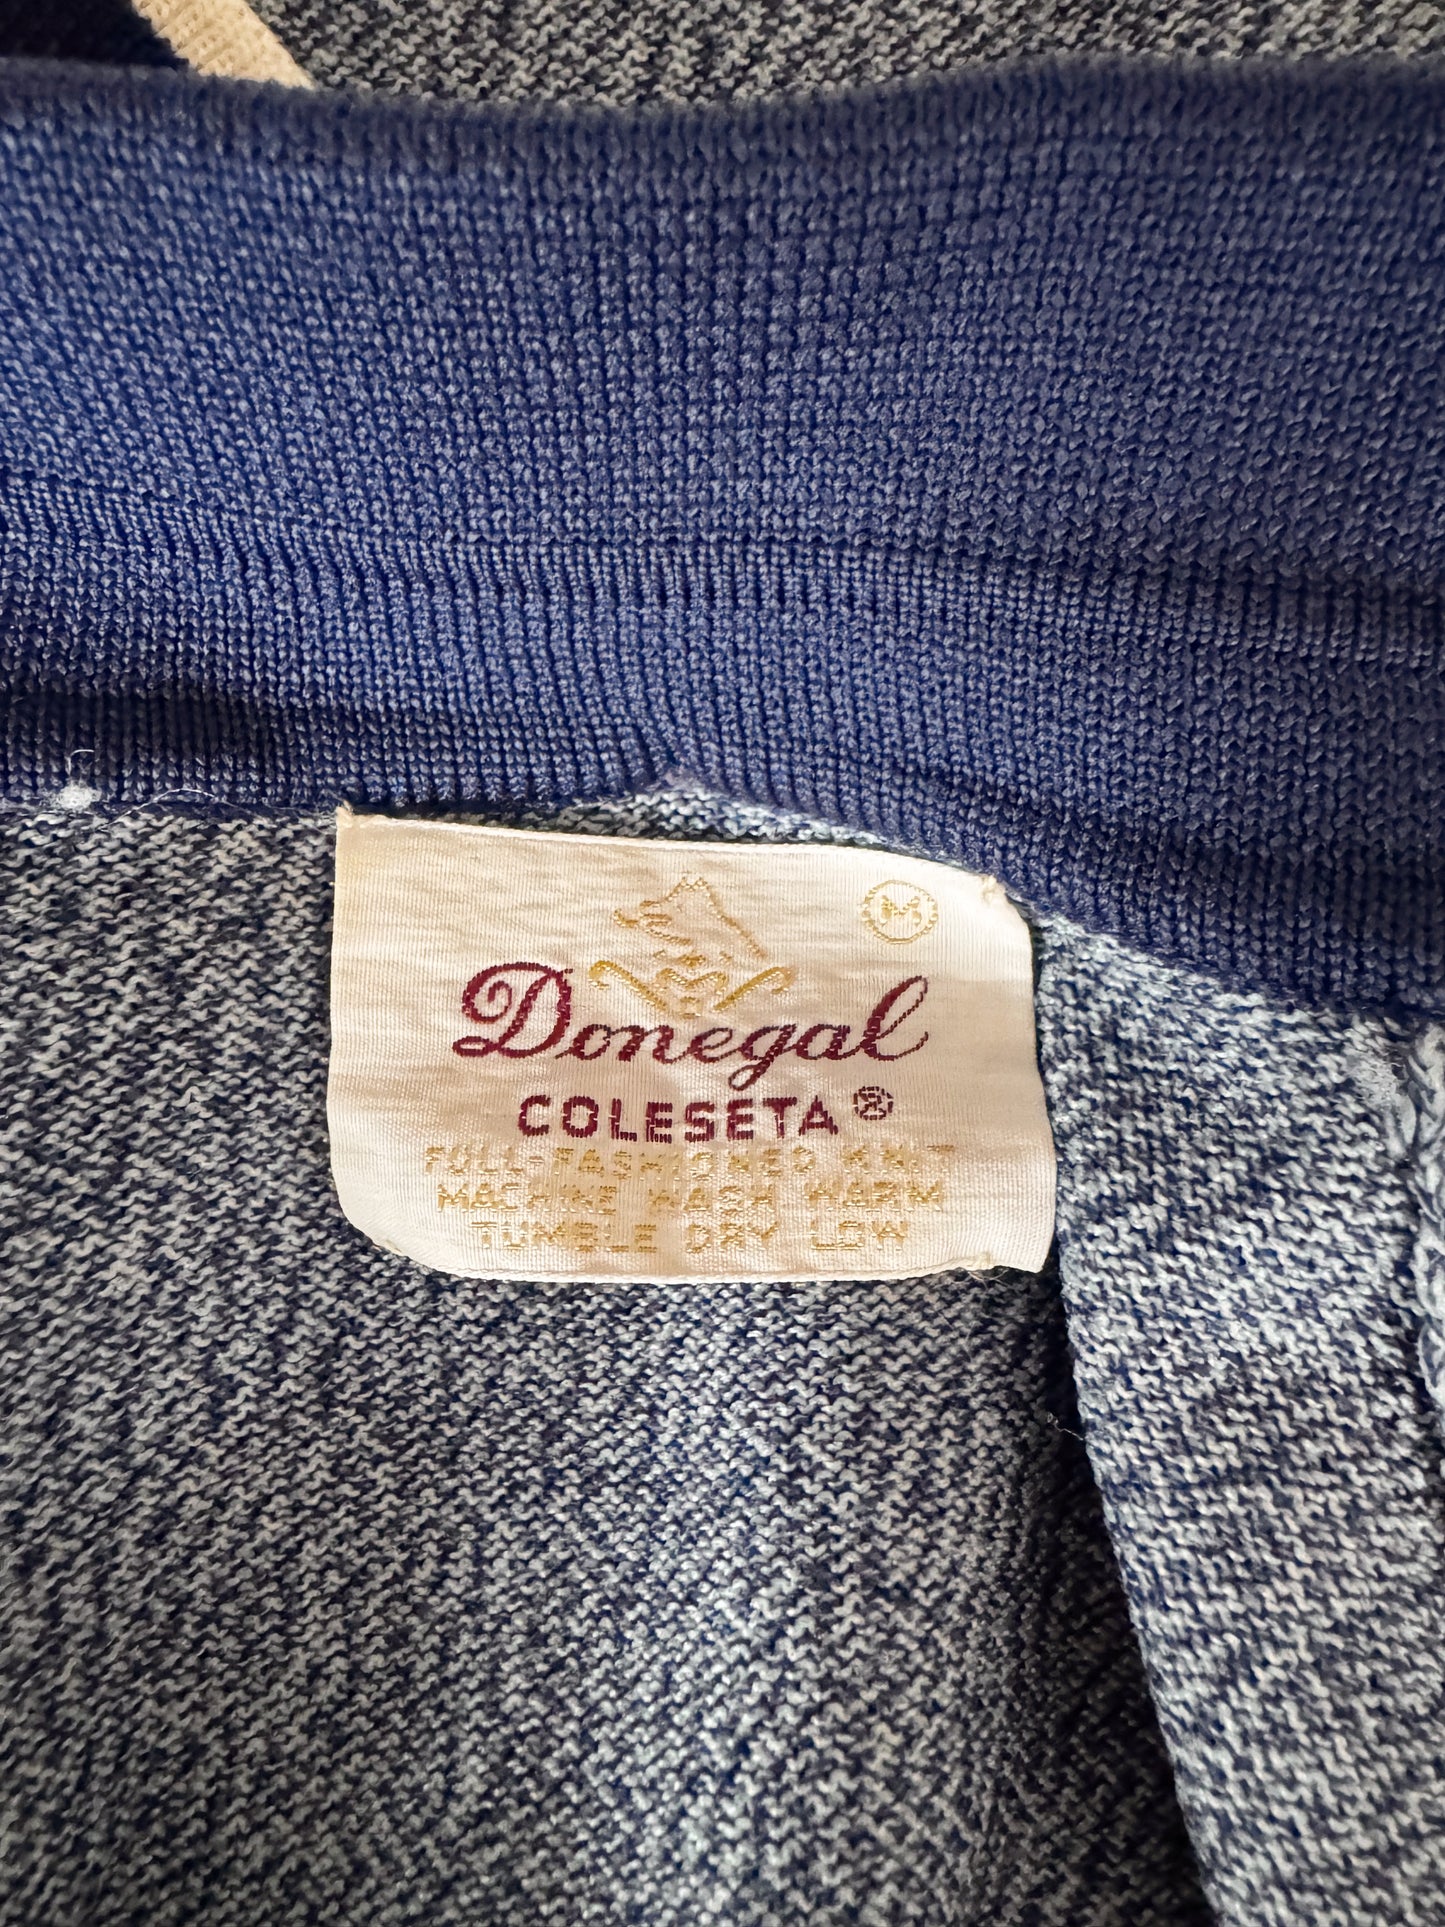 M
Donegal
COLESETA ®
FULL-FASHIONED KNIT
MACHINE WASH WARM
TUMBLE DRY LOW